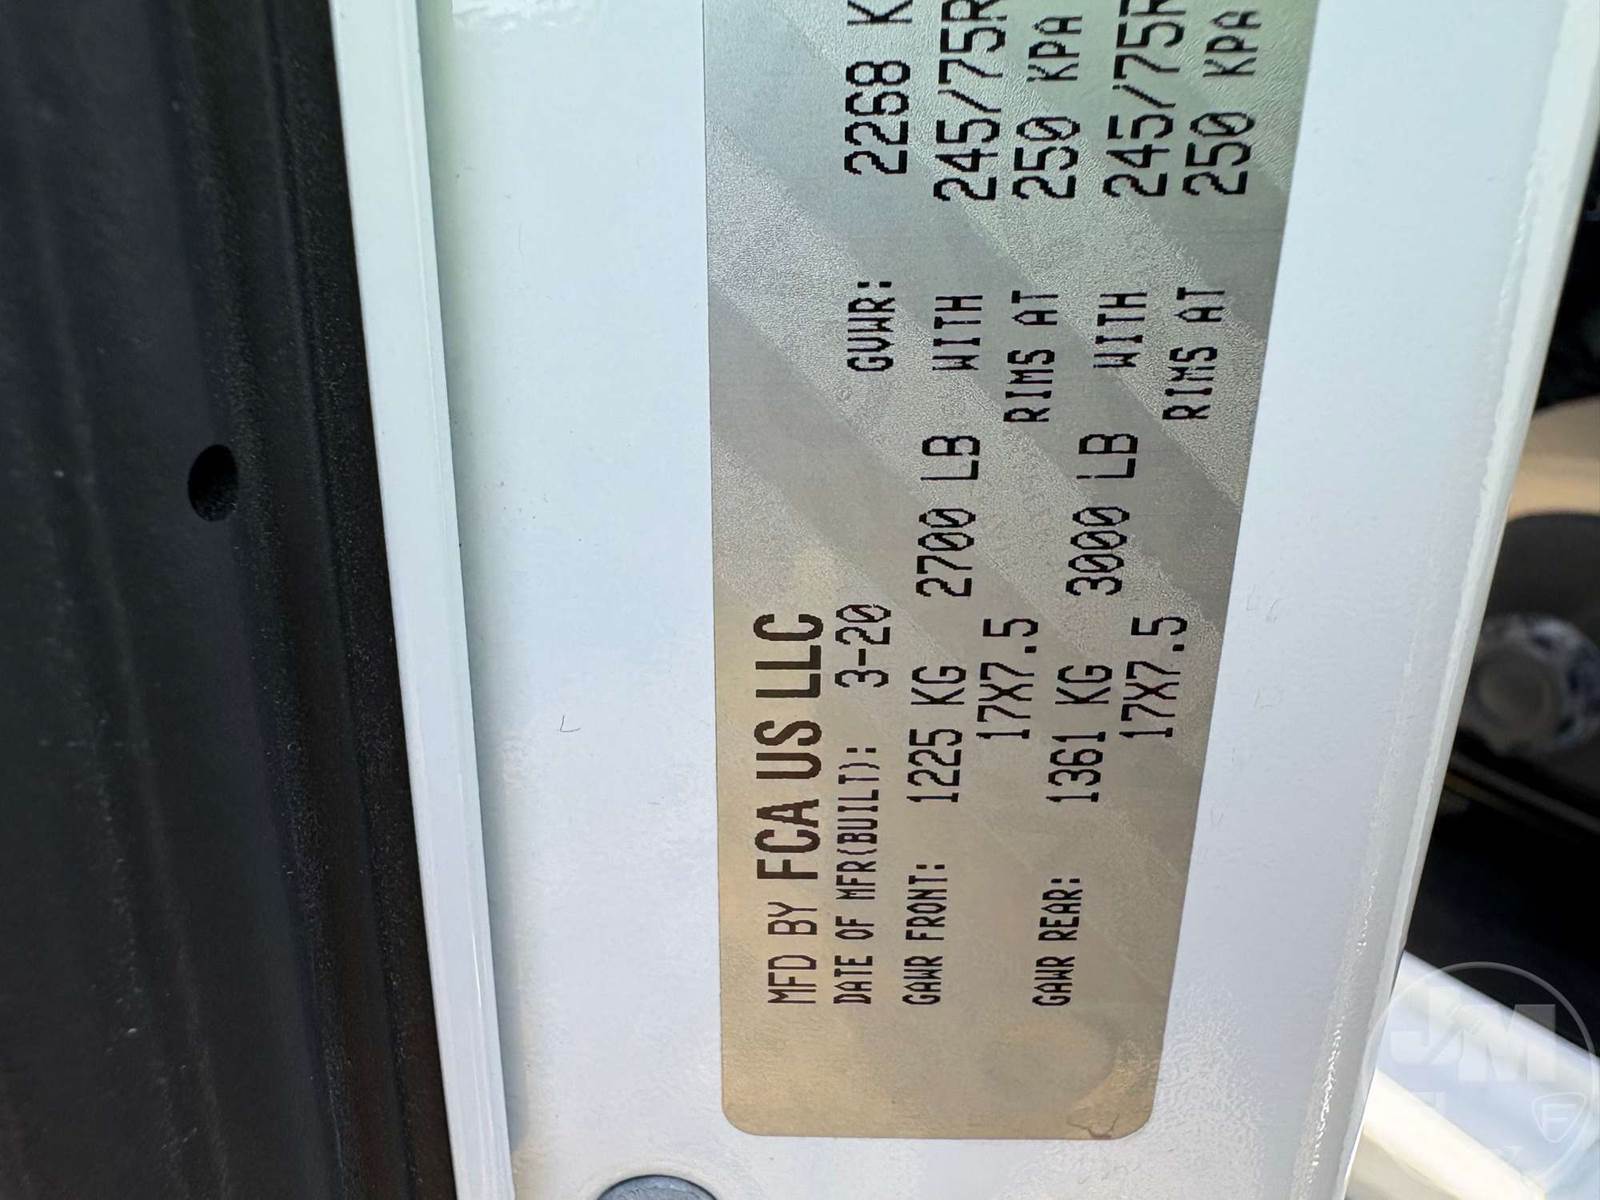 MFD BY FCA US LLC
DATE OF MFR(BUILT): 3-20 GVWR: 2268 K
GAWR FRONT: 1225 KG 2700 LB WITH 245/75R
17X7.5 RIMS AT 250 KPA
GAWR REAR: 1361 KG 3000 LB WITH 245/75R
17X7.5 RIMS AT 250 KPA
JM
F